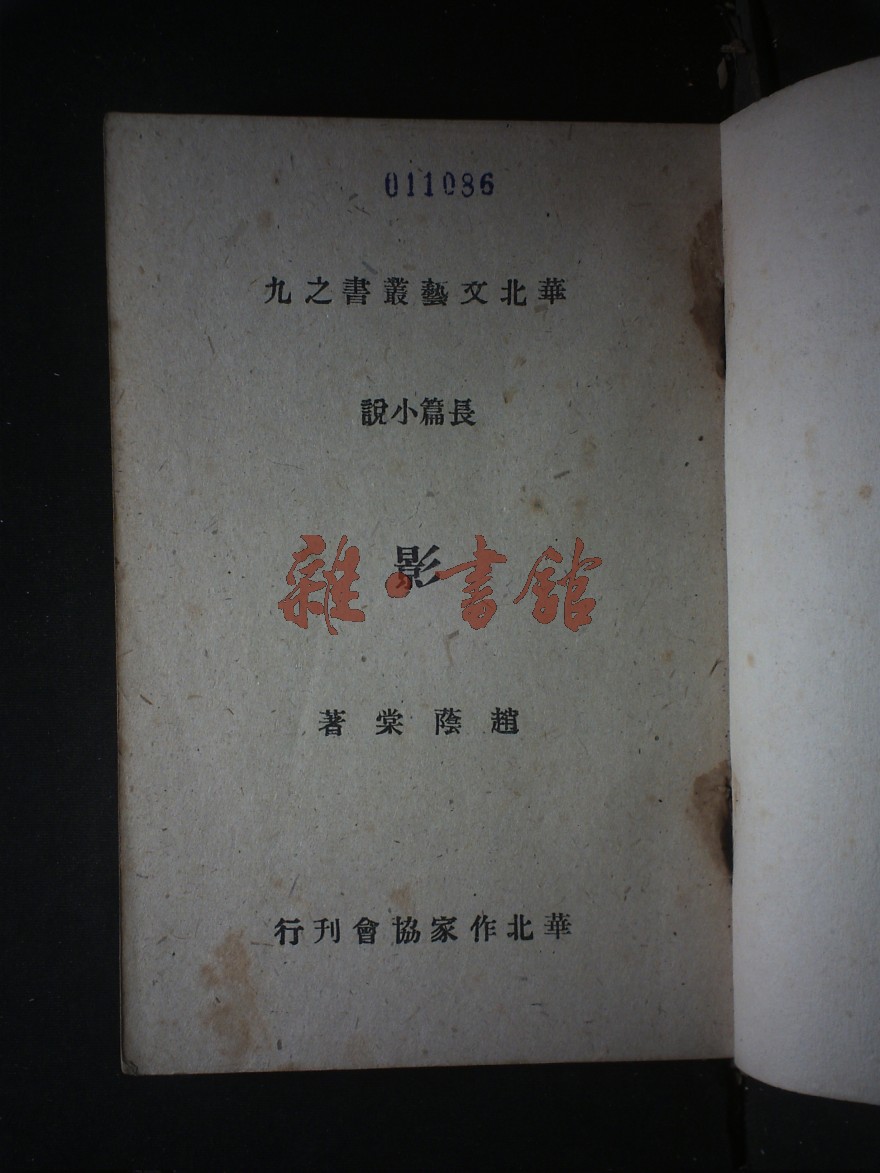 011086
華北文藝叢書之九
長篇小說
影
雜·書館
趙蔭棠著
華北作家協會刊行